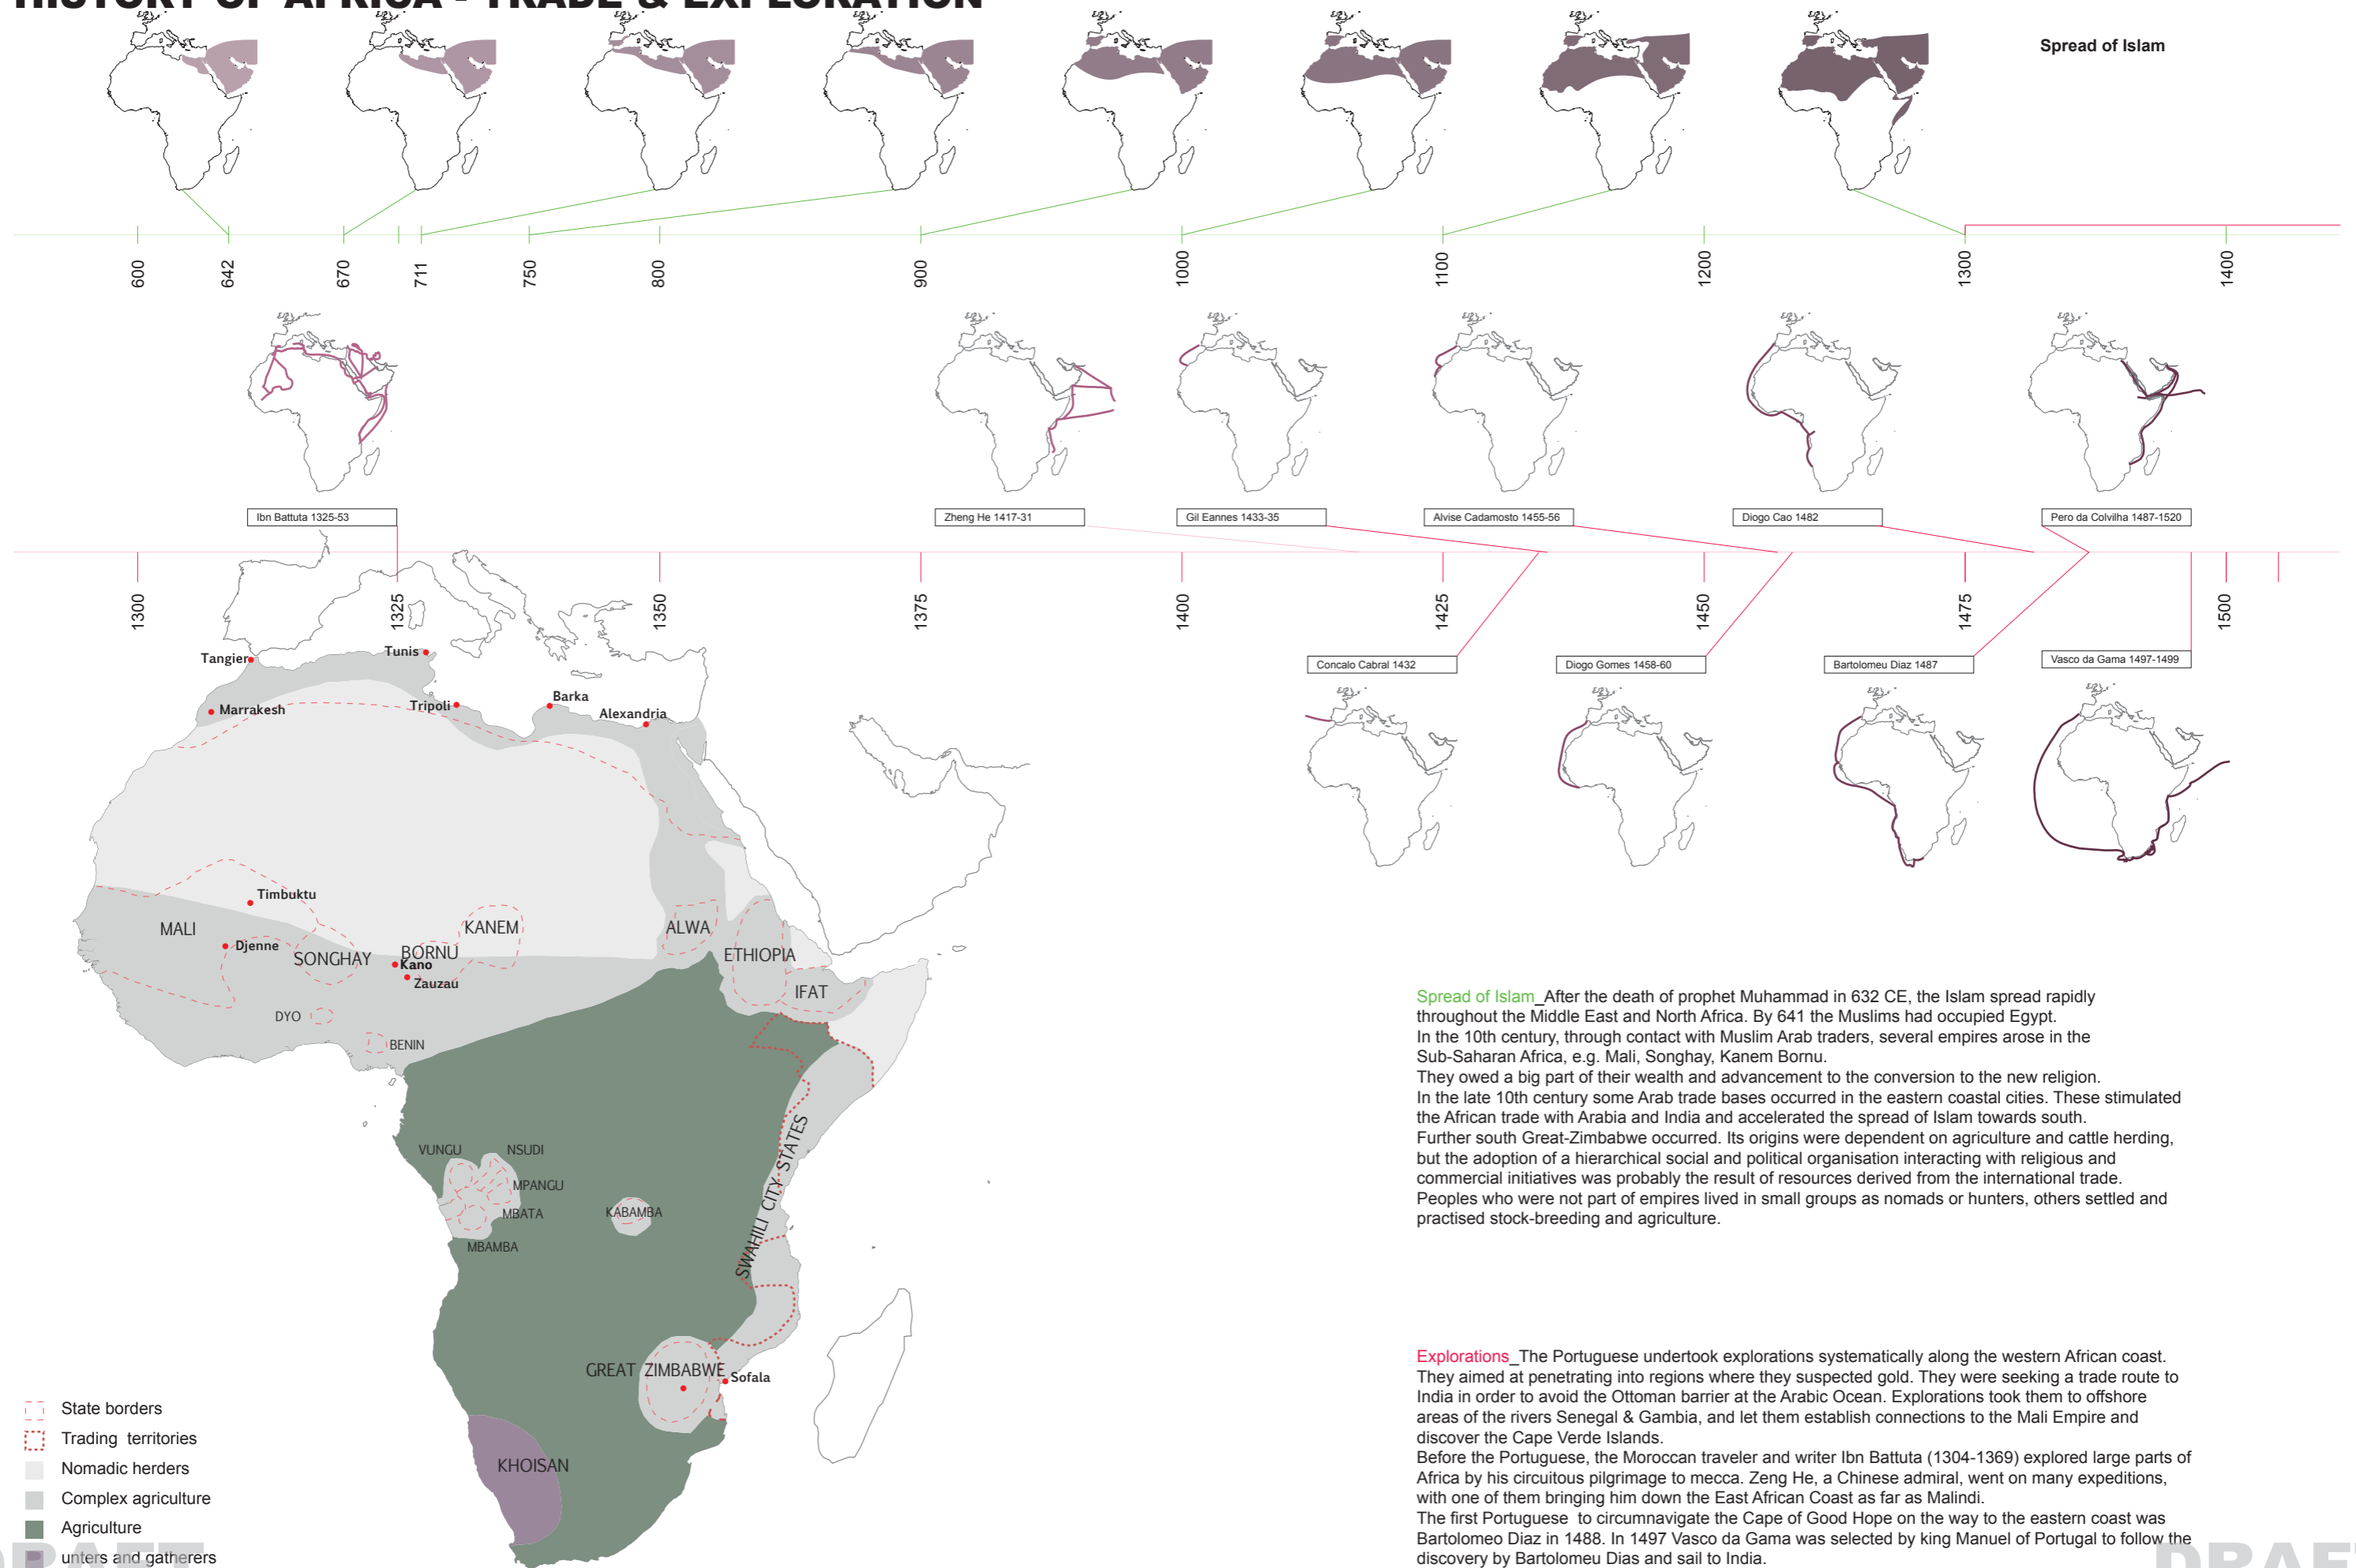 HISTORY OF AFRICA - TRADE & EXPLORATION
Spread of Islam
600
642
670
711
750
800
900
1000
1100
1200
1300
1400
Ibn Battuta 1325-53
Zheng He 1417-31
Gil Eannes 1433-35
Alvise Cadamosto 1455-56
Diogo Cao 1482
Pero da Colvilha 1487-1520
1300
1325
1350
1375
1400
1425
1450
1475
1500
Concalo Cabral 1432
Diogo Gomes 1458-60
Bartolomeu Diaz 1487
Vasco da Gama 1497-1499
Tangier
Tunis
Marrakesh
Tripoli
Barka
Alexandria
Timbuktu
MALI
Djenne
SONGHAY
BORNU
KANEM
Kano
Zauzau
ALWA
ETHIOPIA
IFAT
DYO
BENIN
VUNGU
NSUDI
MPANGU
MBATA
MBAMBA
KABAMBA
SWAHILI CITY STATES
GREAT ZIMBABWE
Sofala
KHOISAN
State borders
Trading territories
Nomadic herders
Complex agriculture
Agriculture
unters and gatherers
Spread of Islam_After the death of prophet Muhammad in 632 CE, the Islam spread rapidly
throughout the Middle East and North Africa. By 641 the Muslims had occupied Egypt.
In the 10th century, through contact with Muslim Arab traders, several empires arose in the
Sub-Saharan Africa, e.g. Mali, Songhay, Kanem Bornu.
They owed a big part of their wealth and advancement to the conversion to the new religion.
In the late 10th century some Arab trade bases occurred in the eastern coastal cities. These stimulated
the African trade with Arabia and India and accelerated the spread of Islam towards south.
Further south Great-Zimbabwe occurred. Its origins were dependent on agriculture and cattle herding,
but the adoption of a hierarchical social and political organisation interacting with religious and
commercial initiatives was probably the result of resources derived from the international trade.
Peoples who were not part of empires lived in small groups as nomads or hunters, others settled and
practised stock-breeding and agriculture.
Explorations_The Portuguese undertook explorations systematically along the western African coast.
They aimed at penetrating into regions where they suspected gold. They were seeking a trade route to
India in order to avoid the Ottoman barrier at the Arabic Ocean. Explorations took them to offshore
areas of the rivers Senegal & Gambia, and let them establish connections to the Mali Empire and
discover the Cape Verde Islands.
Before the Portuguese, the Moroccan traveler and writer Ibn Battuta (1304-1369) explored large parts of
Africa by his circuitous pilgrimage to mecca. Zeng He, a Chinese admiral, went on many expeditions,
with one of them bringing him down the East African Coast as far as Malindi.
The first Portuguese to circumnavigate the Cape of Good Hope on the way to the eastern coast was
Bartolomeo Diaz in 1488. In 1497 Vasco da Gama was selected by king Manuel of Portugal to follow the
discovery by Bartolomeu Dias and sail to India.
DRAFT
DRAFT